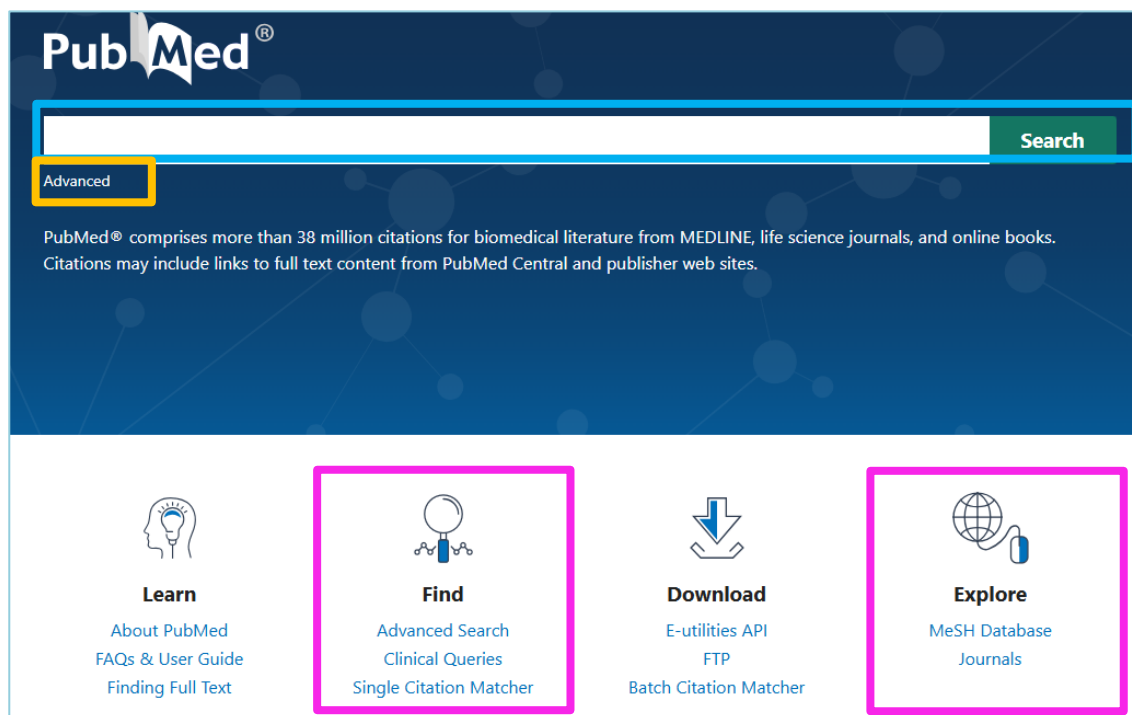 PubMed®
Search
Advanced
PubMed® comprises more than 38 million citations for biomedical literature from MEDLINE, life science journals, and online books.
Citations may include links to full text content from PubMed Central and publisher web sites.
Learn
About PubMed
FAQs & User Guide
Finding Full Text
Find
Advanced Search
Clinical Queries
Single Citation Matcher
Download
E-utilities API
FTP
Batch Citation Matcher
Explore
MeSH Database
Journals